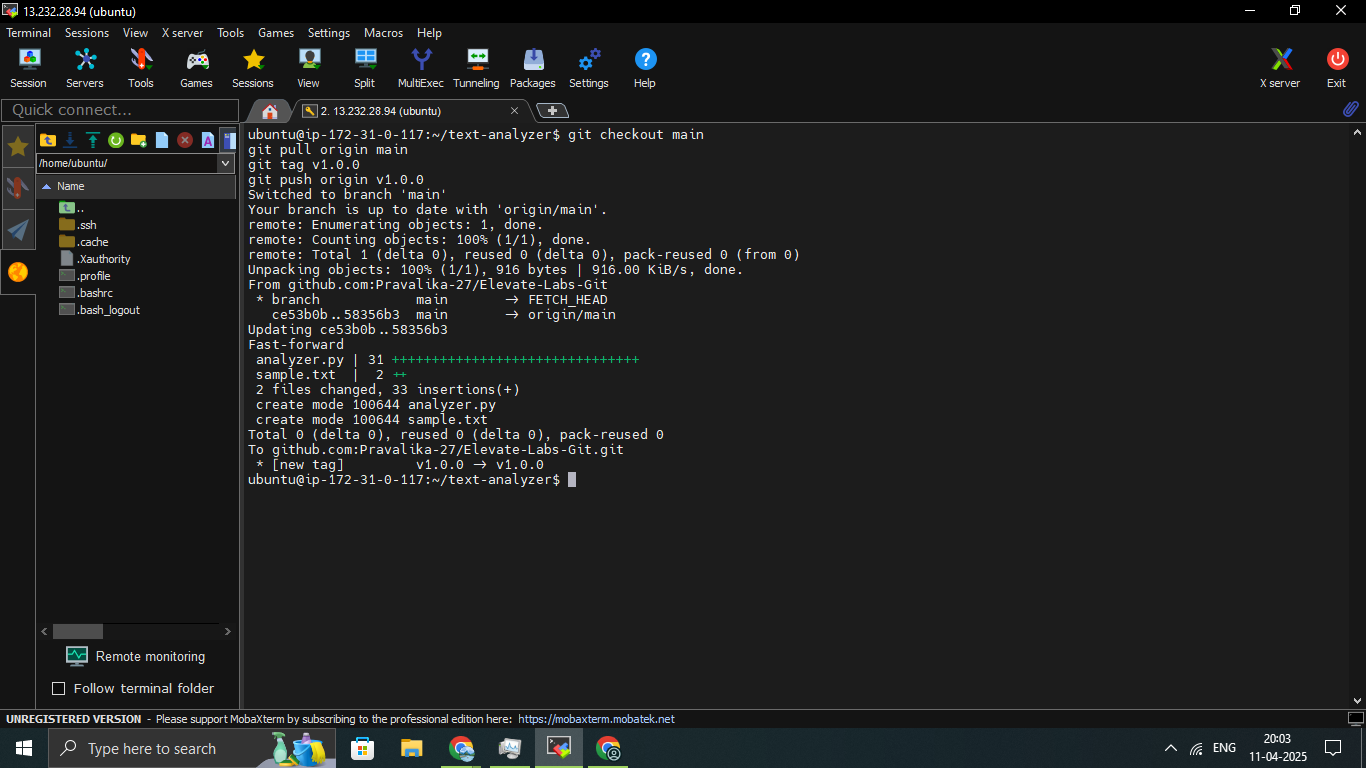 13.232.28.94 (ubuntu)
Terminal Sessions View X server Tools Games Settings Macros Help
Session Servers Tools Games Sessions View Split MultiExec Tunneling Packages Settings Help X server Exit
Quick connect...
2. 13.232.28.94 (ubuntu)
/home/ubuntu/
Name
..
.ssh
.cache
.Xauthority
.profile
.bashrc
.bash_logout
Remote monitoring
Follow terminal folder
ubuntu@ip-172-31-0-117:~/text-analyzer$ git checkout main
git pull origin main
git tag v1.0.0
git push origin v1.0.0
Switched to branch 'main'
Your branch is up to date with 'origin/main'.
remote: Enumerating objects: 1, done.
remote: Counting objects: 100% (1/1), done.
remote: Total 1 (delta 0), reused 0 (delta 0), pack-reused 0 (from 0)
Unpacking objects: 100% (1/1), 916 bytes | 916.00 KiB/s, done.
From github.com:Pravalika-27/Elevate-Labs-Git
* branch main -> FETCH_HEAD
ce53b0b..58356b3 main -> origin/main
Updating ce53b0b..58356b3
Fast-forward
analyzer.py | 31 +++++++++++++++++++++++++++++++
sample.txt | 2 ++
2 files changed, 33 insertions(+)
create mode 100644 analyzer.py
create mode 100644 sample.txt
Total 0 (delta 0), reused 0 (delta 0), pack-reused 0
To github.com:Pravalika-27/Elevate-Labs-Git.git
* [new tag] v1.0.0 -> v1.0.0
ubuntu@ip-172-31-0-117:~/text-analyzer$
UNREGISTERED VERSION - Please support MobaXterm by subscribing to the professional edition here: https://mobaxterm.mobatek.net
Type here to search
ENG
20:03
11-04-2025